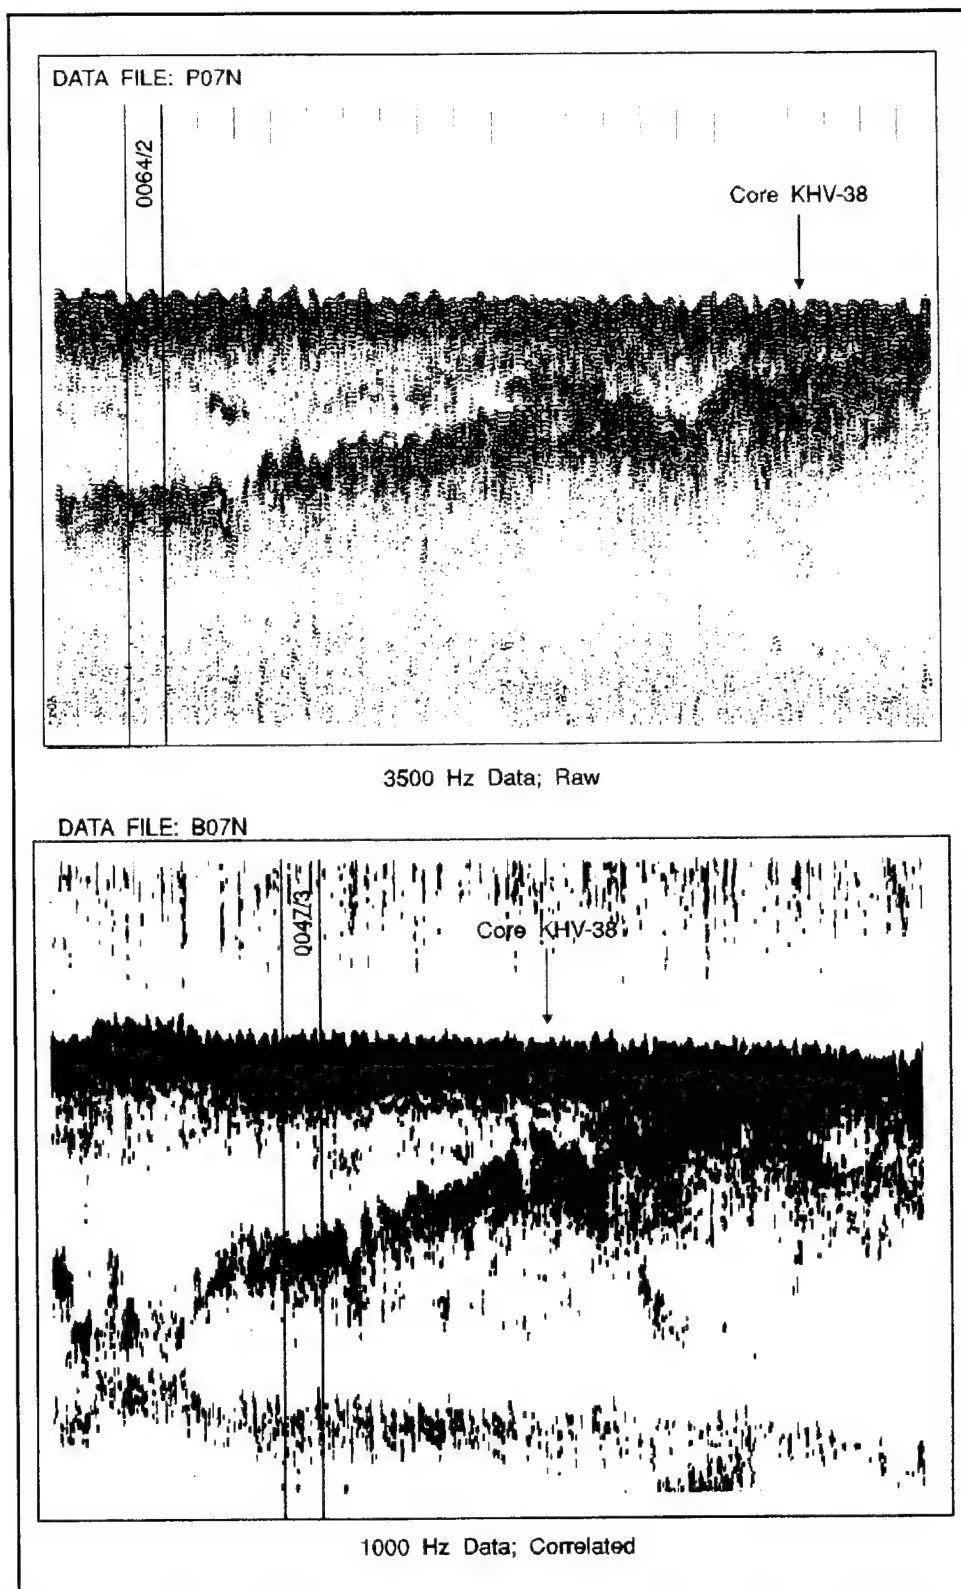 DATA FILE: P07N
0064/2
Core KHV-38
3500 Hz Data; Raw
DATA FILE: B07N
0047/3
Core KHV-38
1000 Hz Data; Correlated